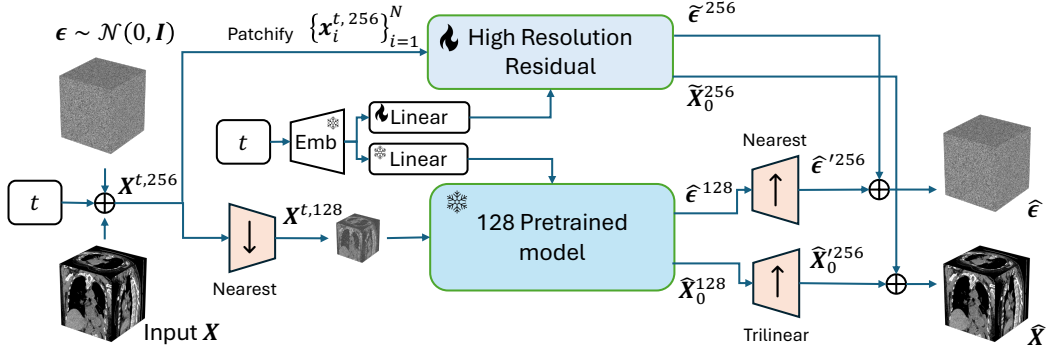 ϵ ∼ 𝒩(0, I)
Patchify {x_i^{t,256}}_{i=1}^N
High Resolution
Residual
ϵ̃^{256}
X̃_0^{256}
t
Emb
Linear
Linear
t
X^{t,256}
X^{t,128}
Nearest
128 Pretrained
model
ϵ̂^{128}
X̂_0^{128}
Nearest
ϵ̂'^{256}
X̂_0'^{256}
Trilinear
ϵ̂
Input X
X̂